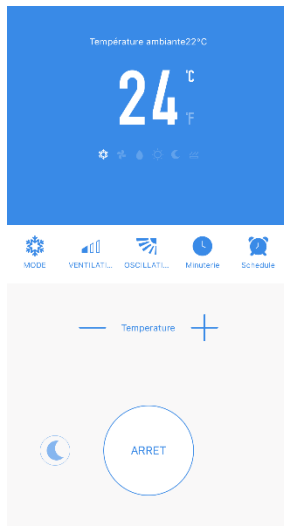 Température ambiante22°C
24
°C
°F
MODE VENTILATI... OSCILLATI... Minuterie Schedule
Temperature
ARRET